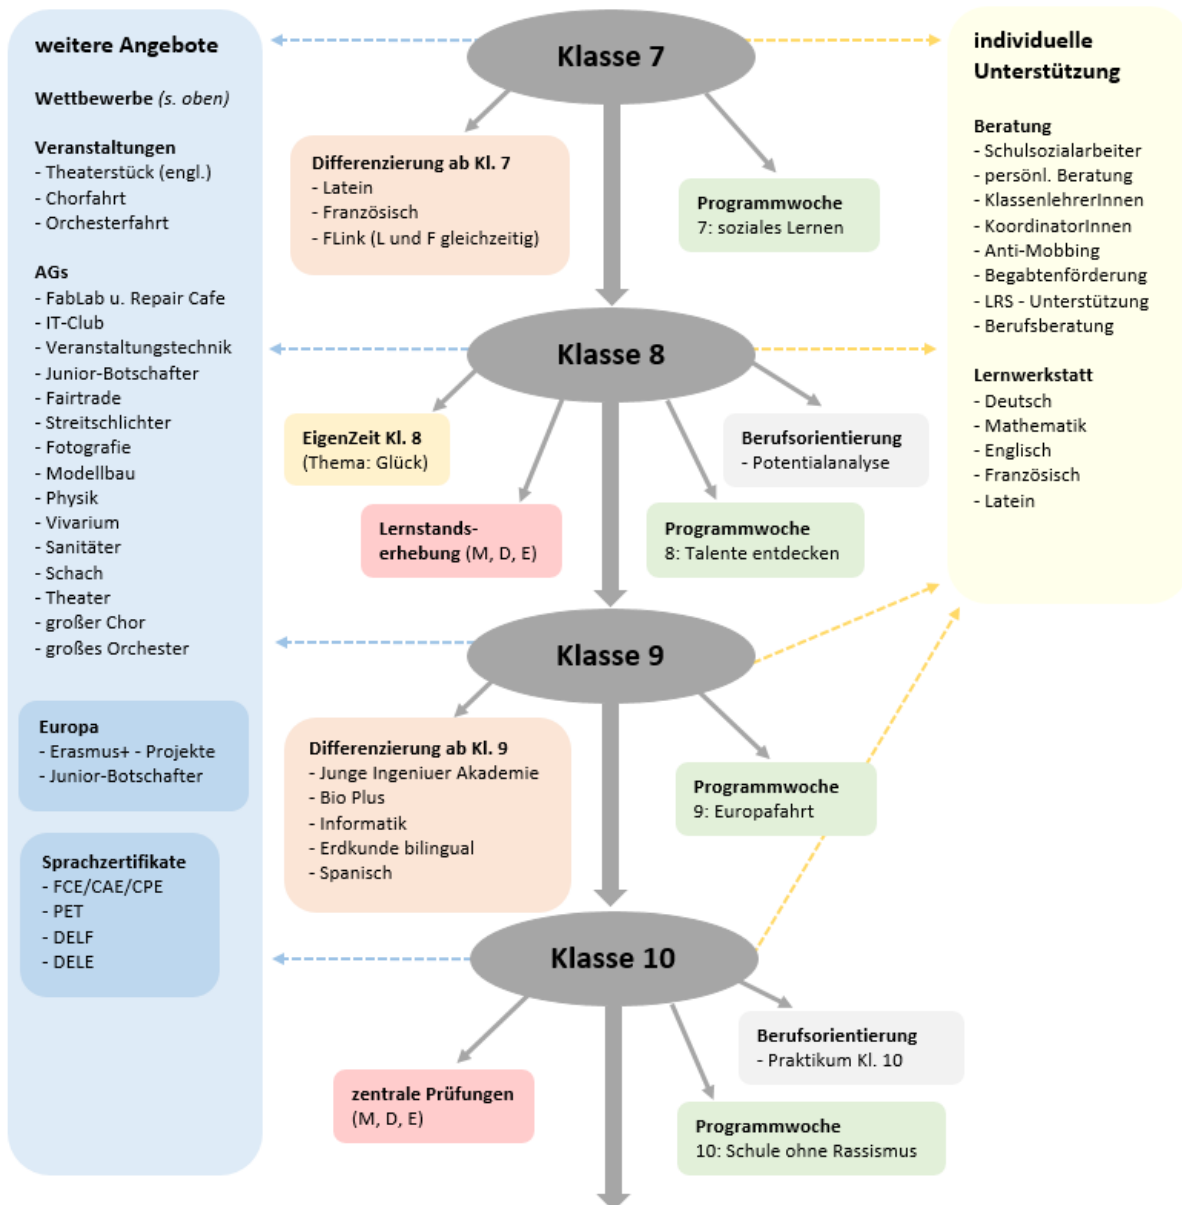 weitere Angebote
Wettbewerbe (s. oben)
Veranstaltungen
- Theaterstück (engl.)
- Chorfahrt
- Orchesterfahrt
AGs
- FabLab u. Repair Cafe
- IT-Club
- Veranstaltungstechnik
- Junior-Botschafter
- Fairtrade
- Streitschlichter
- Fotografie
- Modellbau
- Physik
- Vivarium
- Sanitäter
- Schach
- Theater
- großer Chor
- großes Orchester
Europa
- Erasmus+ - Projekte
- Junior-Botschafter
Sprachzertifikate
- FCE/CAE/CPE
- PET
- DELF
- DELE
Klasse 7
Differenzierung ab Kl. 7
- Latein
- Französisch
- FLink (L und F gleichzeitig)
Programmwoche
7: soziales Lernen
Klasse 8
EigenZeit Kl. 8
(Thema: Glück)
Lernstands-
erhebung (M, D, E)
Programmwoche
8: Talente entdecken
Berufsorientierung
- Potentialanalyse
Klasse 9
Differenzierung ab Kl. 9
- Junge Ingeniuer Akademie
- Bio Plus
- Informatik
- Erdkunde bilingual
- Spanisch
Programmwoche
9: Europafahrt
Klasse 10
zentrale Prüfungen
(M, D, E)
Berufsorientierung
- Praktikum Kl. 10
Programmwoche
10: Schule ohne Rassismus
individuelle
Unterstützung
Beratung
- Schulsozialarbeiter
- persönl. Beratung
- KlassenlehrerInnen
- KoordinatorInnen
- Anti-Mobbing
- Begabtenförderung
- LRS - Unterstützung
- Berufsberatung
Lernwerkstatt
- Deutsch
- Mathematik
- Englisch
- Französisch
- Latein